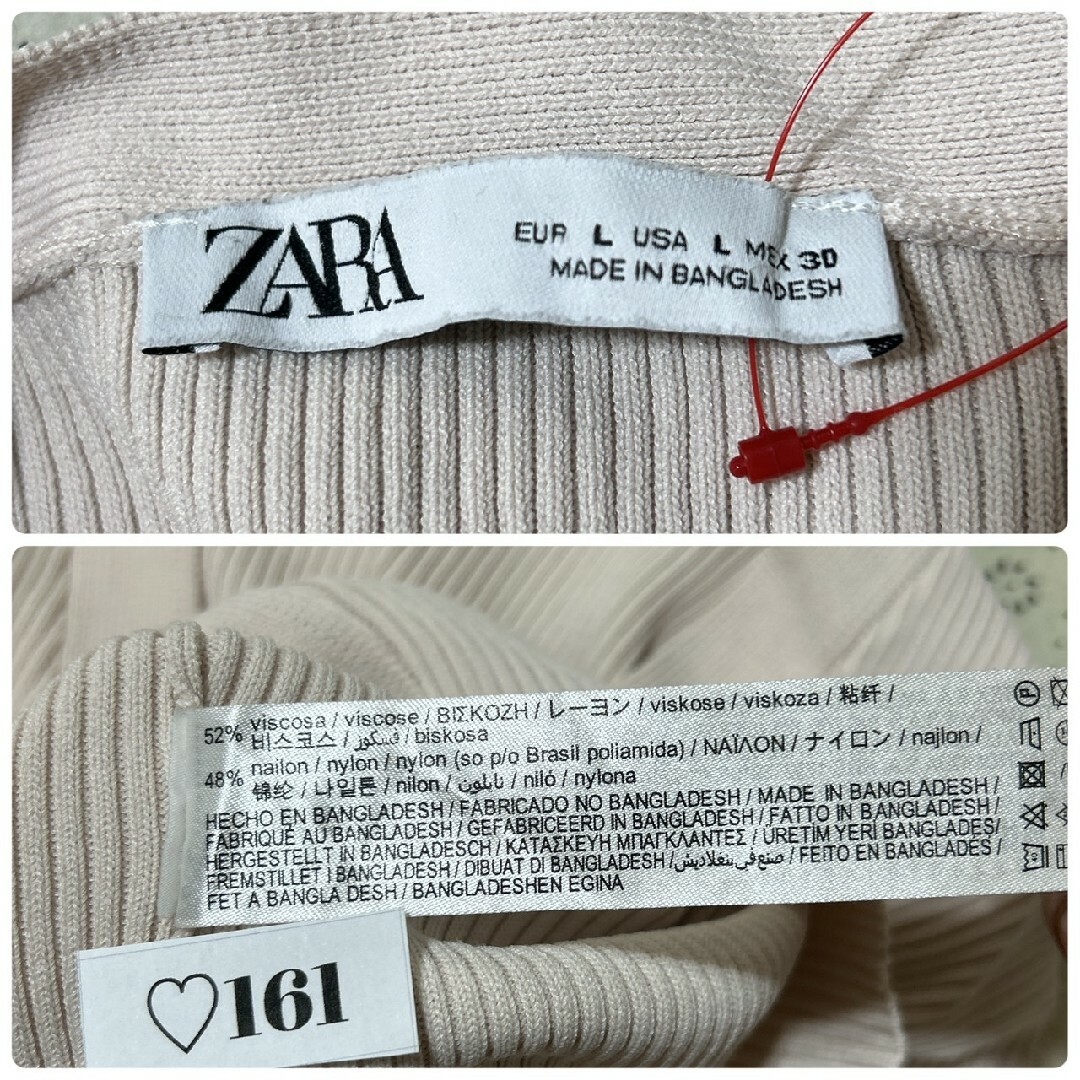 ZARA
EUR L USA L MEX 30
MADE IN BANGLADESH
52% viscosa / viscose / ΒΙΣΚΟΖΗ / レーヨン / viskose / viskoza / 粘纤 /
비스코스 / فسكوز / biskosa
48% nailon / nylon / nylon (so p/o Brasil poliamida) / ΝΑΪΛΟΝ / ナイロン / najlon /
锦纶 / 나일론 / nilon / نايلون / niló / nylona
HECHO EN BANGLADESH / FABRICADO NO BANGLADESH / MADE IN BANGLADESH /
FABRIQUÉ AU BANGLADESH / GEFABRICEERD IN BANGLADESH / FATTO IN BANGLADESH /
HERGESTELLT IN BANGLADESCH / ΚΑΤΑΣΚΕΥΗ ΜΠΑΓΚΛΑΝΤΕΣ / ÜRETIM YERI BANGLADES/
FREMSTILLET I BANGLADESH / DIBUAT DI BANGLADESH / صنع في بنغلاديش / FEITO EN BANGLADES /
FET A BANGLA DESH / BANGLADESHEN EGINA
♡161